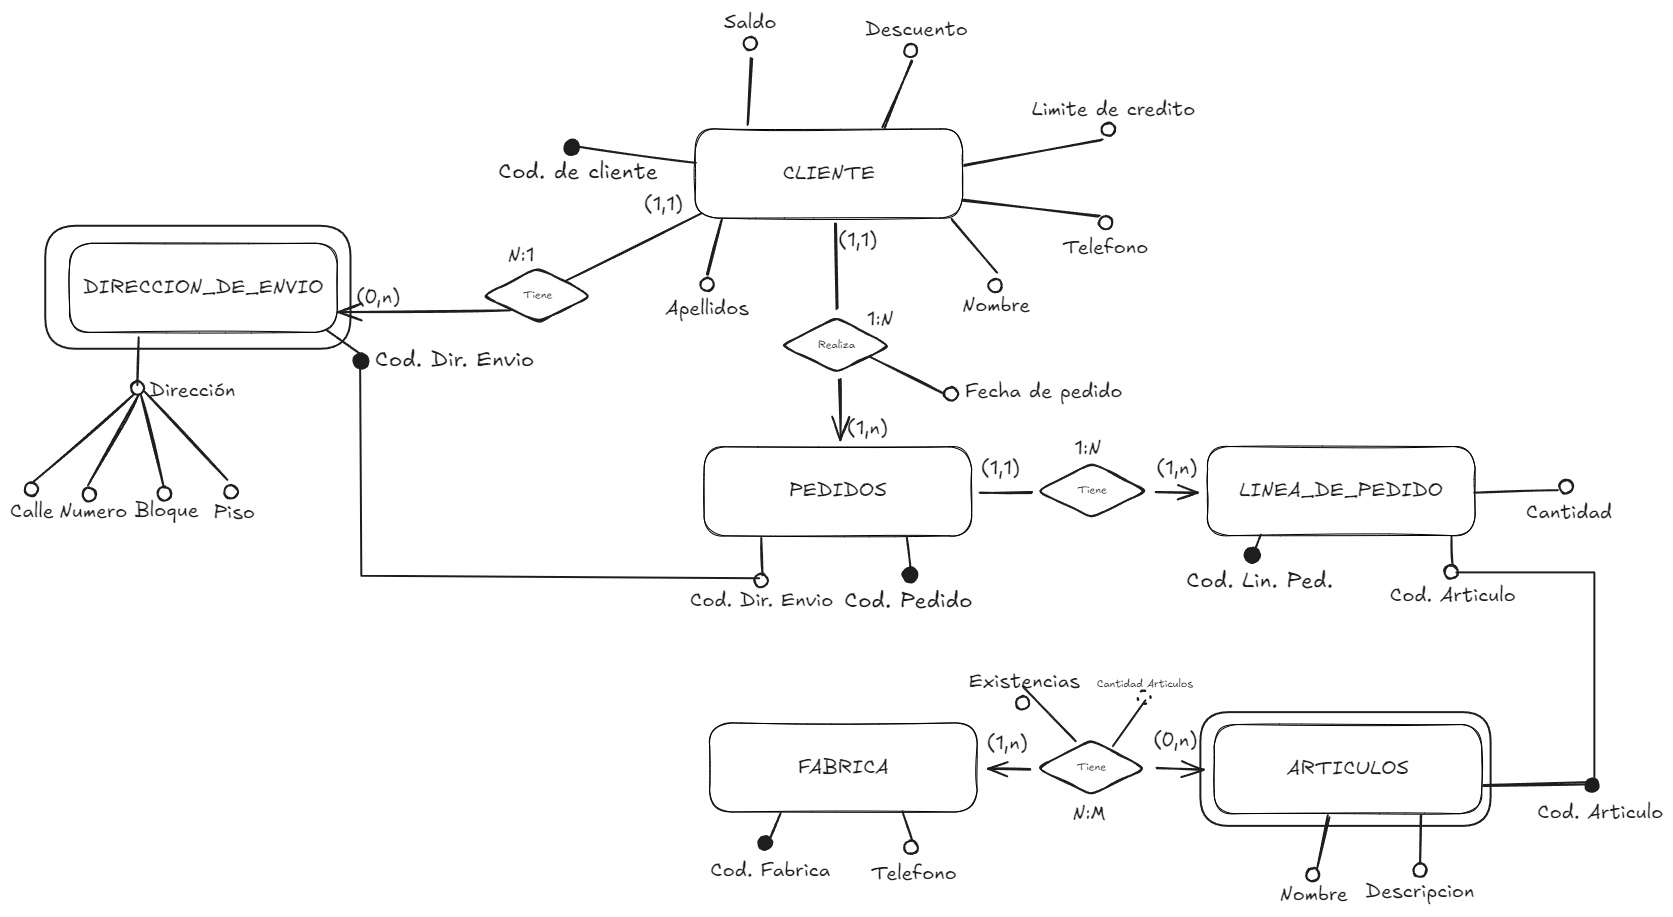 Saldo
Descuento
Limite de credito
Cod. de cliente
CLIENTE
(1,1)
Telefono
(1,1)
N:1
DIRECCION_DE_ENVIO
(0,n)
Tiene
Apellidos
Nombre
1:N
Realiza
Cod. Dir. Envio
Dirección
Fecha de pedido
(1,n)
Calle Numero Bloque Piso
PEDIDOS
(1,1)
1:N
Tiene
(1,n)
LINEA_DE_PEDIDO
Cantidad
Cod. Dir. Envio
Cod. Pedido
Cod. Lin. Ped.
Cod. Articulo
Existencias
Cantidad Articulos
FABRICA
(1,n)
Tiene
(0,n)
ARTICULOS
N:M
Cod. Articulo
Cod. Fabrica
Telefono
Nombre
Descripcion